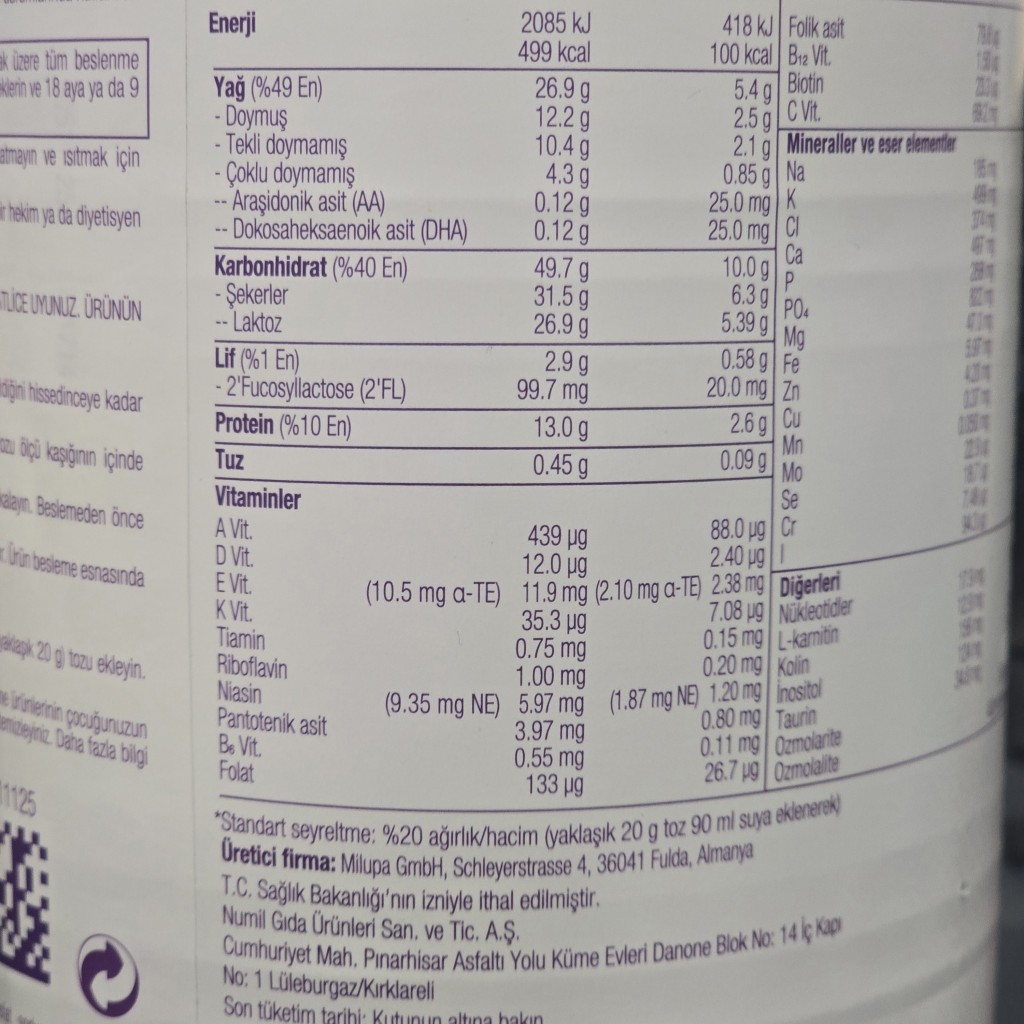 üzere tüm beslenme
ve 18 aya ya da 9
ve ısıtmak için
hekim ya da diyetisyen
UYUNUZ. ÜRÜNÜN
hissedinceye kadar
ölçü kaşığının içinde
Beslemeden önce
Ürün besleme esnasında
20 g) tozu ekleyin.
ürünlerinin çocuğunuzun
Daha fazla bilgi
1125
Enerji 2085 kJ 418 kJ
499 kcal 100 kcal
Yağ (%49 En) 26.9 g 5.4 g
- Doymuş 12.2 g 2.5 g
- Tekli doymamış 10.4 g 2.1 g
- Çoklu doymamış 4.3 g 0.85 g
-- Araşidonik asit (AA) 0.12 g 25.0 mg
-- Dokosaheksaenoik asit (DHA) 0.12 g 25.0 mg
Karbonhidrat (%40 En) 49.7 g 10.0 g
- Şekerler 31.5 g 6.3 g
-- Laktoz 26.9 g 5.39 g
Lif (%1 En) 2.9 g 0.58 g
- 2'Fucosyllactose (2'FL) 99.7 mg 20.0 mg
Protein (%10 En) 13.0 g 2.6 g
Tuz 0.45 g 0.09 g
Vitaminler
A Vit. 439 µg 88.0 µg
D Vit. 12.0 µg 2.40 µg
E Vit. (10.5 mg α-TE) 11.9 mg (2.10 mg α-TE) 2.38 mg
K Vit. 35.3 µg 7.08 µg
Tiamin 0.75 mg 0.15 mg
Riboflavin 1.00 mg 0.20 mg
Niasin (9.35 mg NE) 5.97 mg (1.87 mg NE) 1.20 mg
Pantotenik asit 3.97 mg 0.80 mg
B₆ Vit. 0.55 mg 0.11 mg
Folat 133 µg 26.7 µg
Folik asit
B₁₂ Vit.
Biotin
C Vit.
Mineraller ve eser elementler
Na
K
Cl
Ca
P
PO₄
Mg
Fe
Zn
Cu
Mn
Mo
Se
Cr
I
Diğerleri
Nükleotidler
L-karnitin
Kolin
İnositol
Taurin
Ozmolarite
Ozmolalite
*Standart seyreltme: %20 ağırlık/hacim (yaklaşık 20 g toz 90 ml suya eklenerek)
Üretici firma: Milupa GmbH, Schleyerstrasse 4, 36041 Fulda, Almanya
T.C. Sağlık Bakanlığı'nın izniyle ithal edilmiştir.
Numil Gıda Ürünleri San. ve Tic. A.Ş.
Cumhuriyet Mah. Pınarhisar Asfaltı Yolu Küme Evleri Danone Blok No: 14 İç Kapı
No: 1 Lüleburgaz/Kırklareli
Son tüketim tarihi: Kutunun altına bakın